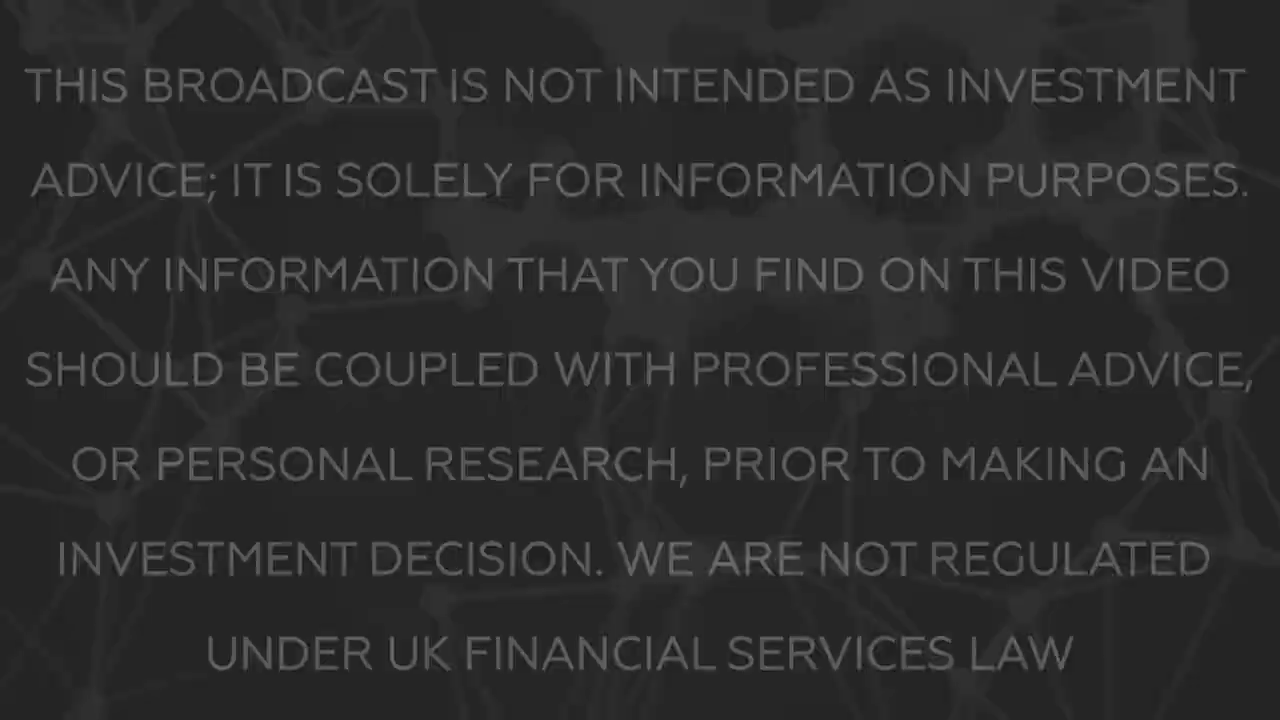 THIS BROADCAST IS NOT INTENDED AS INVESTMENT
ADVICE; IT IS SOLELY FOR INFORMATION PURPOSES.
ANY INFORMATION THAT YOU FIND ON THIS VIDEO
SHOULD BE COUPLED WITH PROFESSIONAL ADVICE,
OR PERSONAL RESEARCH, PRIOR TO MAKING AN
INVESTMENT DECISION. WE ARE NOT REGULATED
UNDER UK FINANCIAL SERVICES LAW